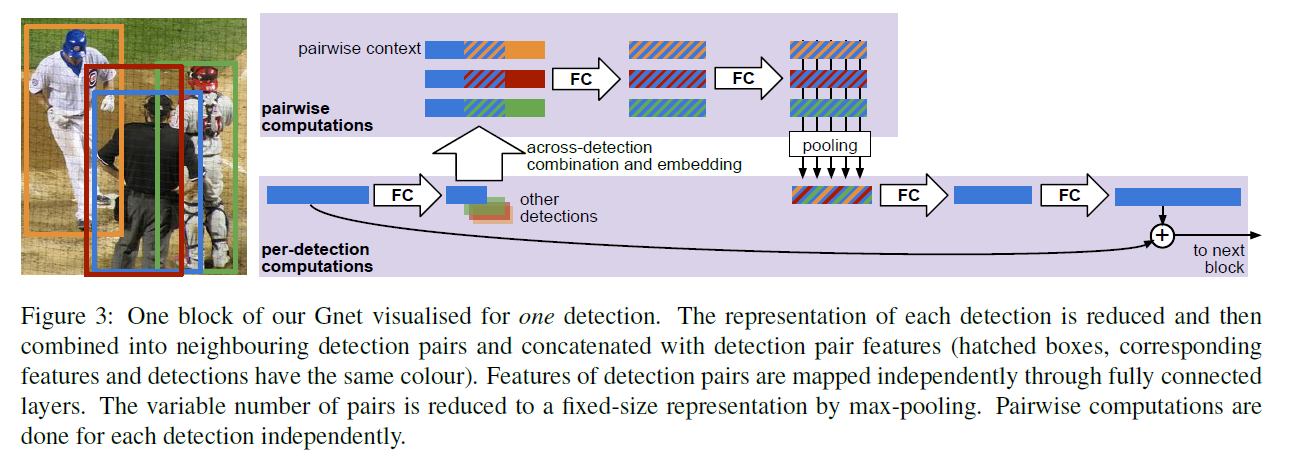 pairwise context
FC
FC
pairwise
computations
across-detection
combination and embedding
pooling
FC
other
detections
FC
FC
+
per-detection
computations
to next
block
Figure 3: One block of our Gnet visualised for one detection. The representation of each detection is reduced and then
combined into neighbouring detection pairs and concatenated with detection pair features (hatched boxes, corresponding
features and detections have the same colour). Features of detection pairs are mapped independently through fully connected
layers. The variable number of pairs is reduced to a fixed-size representation by max-pooling. Pairwise computations are
done for each detection independently.